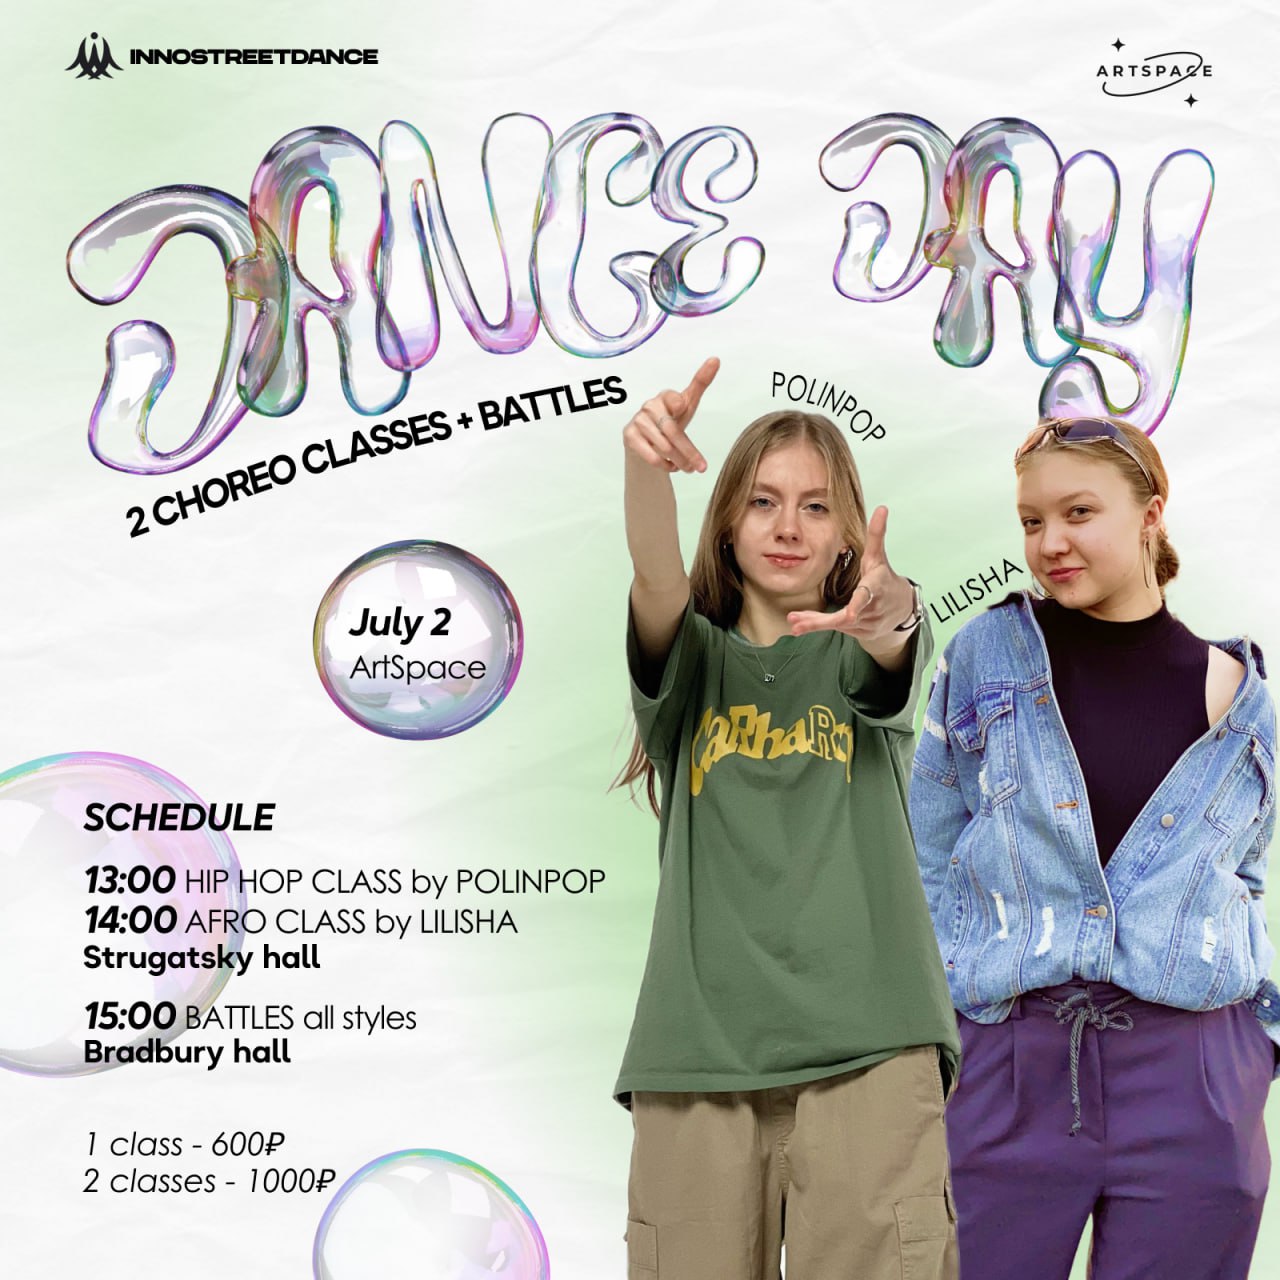 INNOSTREETDANCE
ARTSPACE
DANCE DAY
2 CHOREO CLASSES + BATTLES
POLINPOP
LILISHA
July 2
ArtSpace
CaRhaRtt
SCHEDULE
13:00 HIP HOP CLASS by POLINPOP
14:00 AFRO CLASS by LILISHA
Strugatsky hall
15:00 BATTLES all styles
Bradbury hall
1 class - 600₽
2 classes - 1000₽